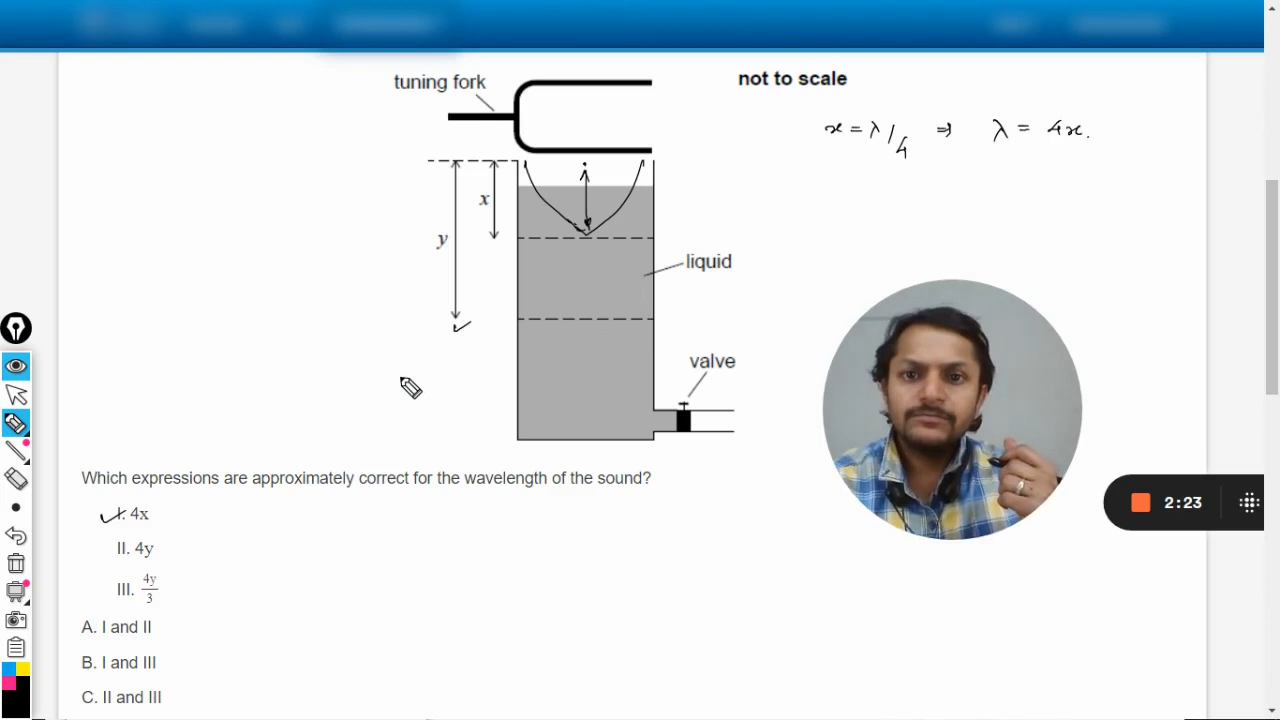 tuning fork
not to scale
x = λ/4 ⇒ λ = 4x.
x
y
liquid
valve
2:23
Which expressions are approximately correct for the wavelength of the sound?
I. 4x
II. 4y
III. 4y/3
A. I and II
B. I and III
C. II and III